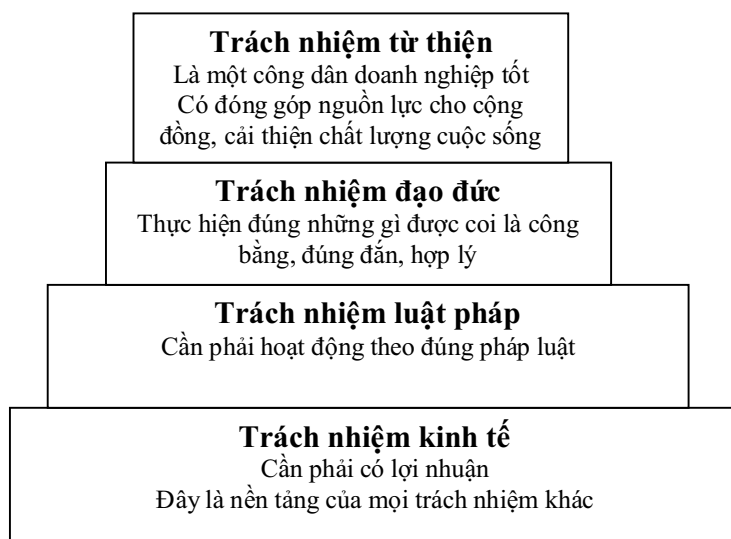 Trách nhiệm từ thiện
Là một công dân doanh nghiệp tốt
Có đóng góp nguồn lực cho cộng
đồng, cải thiện chất lượng cuộc sống
Trách nhiệm đạo đức
Thực hiện đúng những gì được coi là công
bằng, đúng đắn, hợp lý
Trách nhiệm luật pháp
Cần phải hoạt động theo đúng pháp luật
Trách nhiệm kinh tế
Cần phải có lợi nhuận
Đây là nền tảng của mọi trách nhiệm khác